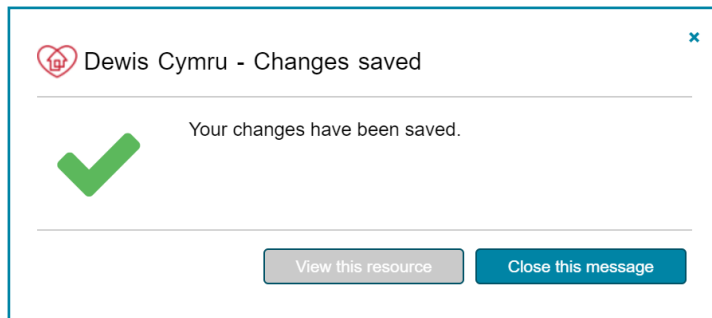 Dewis Cymru - Changes saved
Your changes have been saved.
View this resource
Close this message